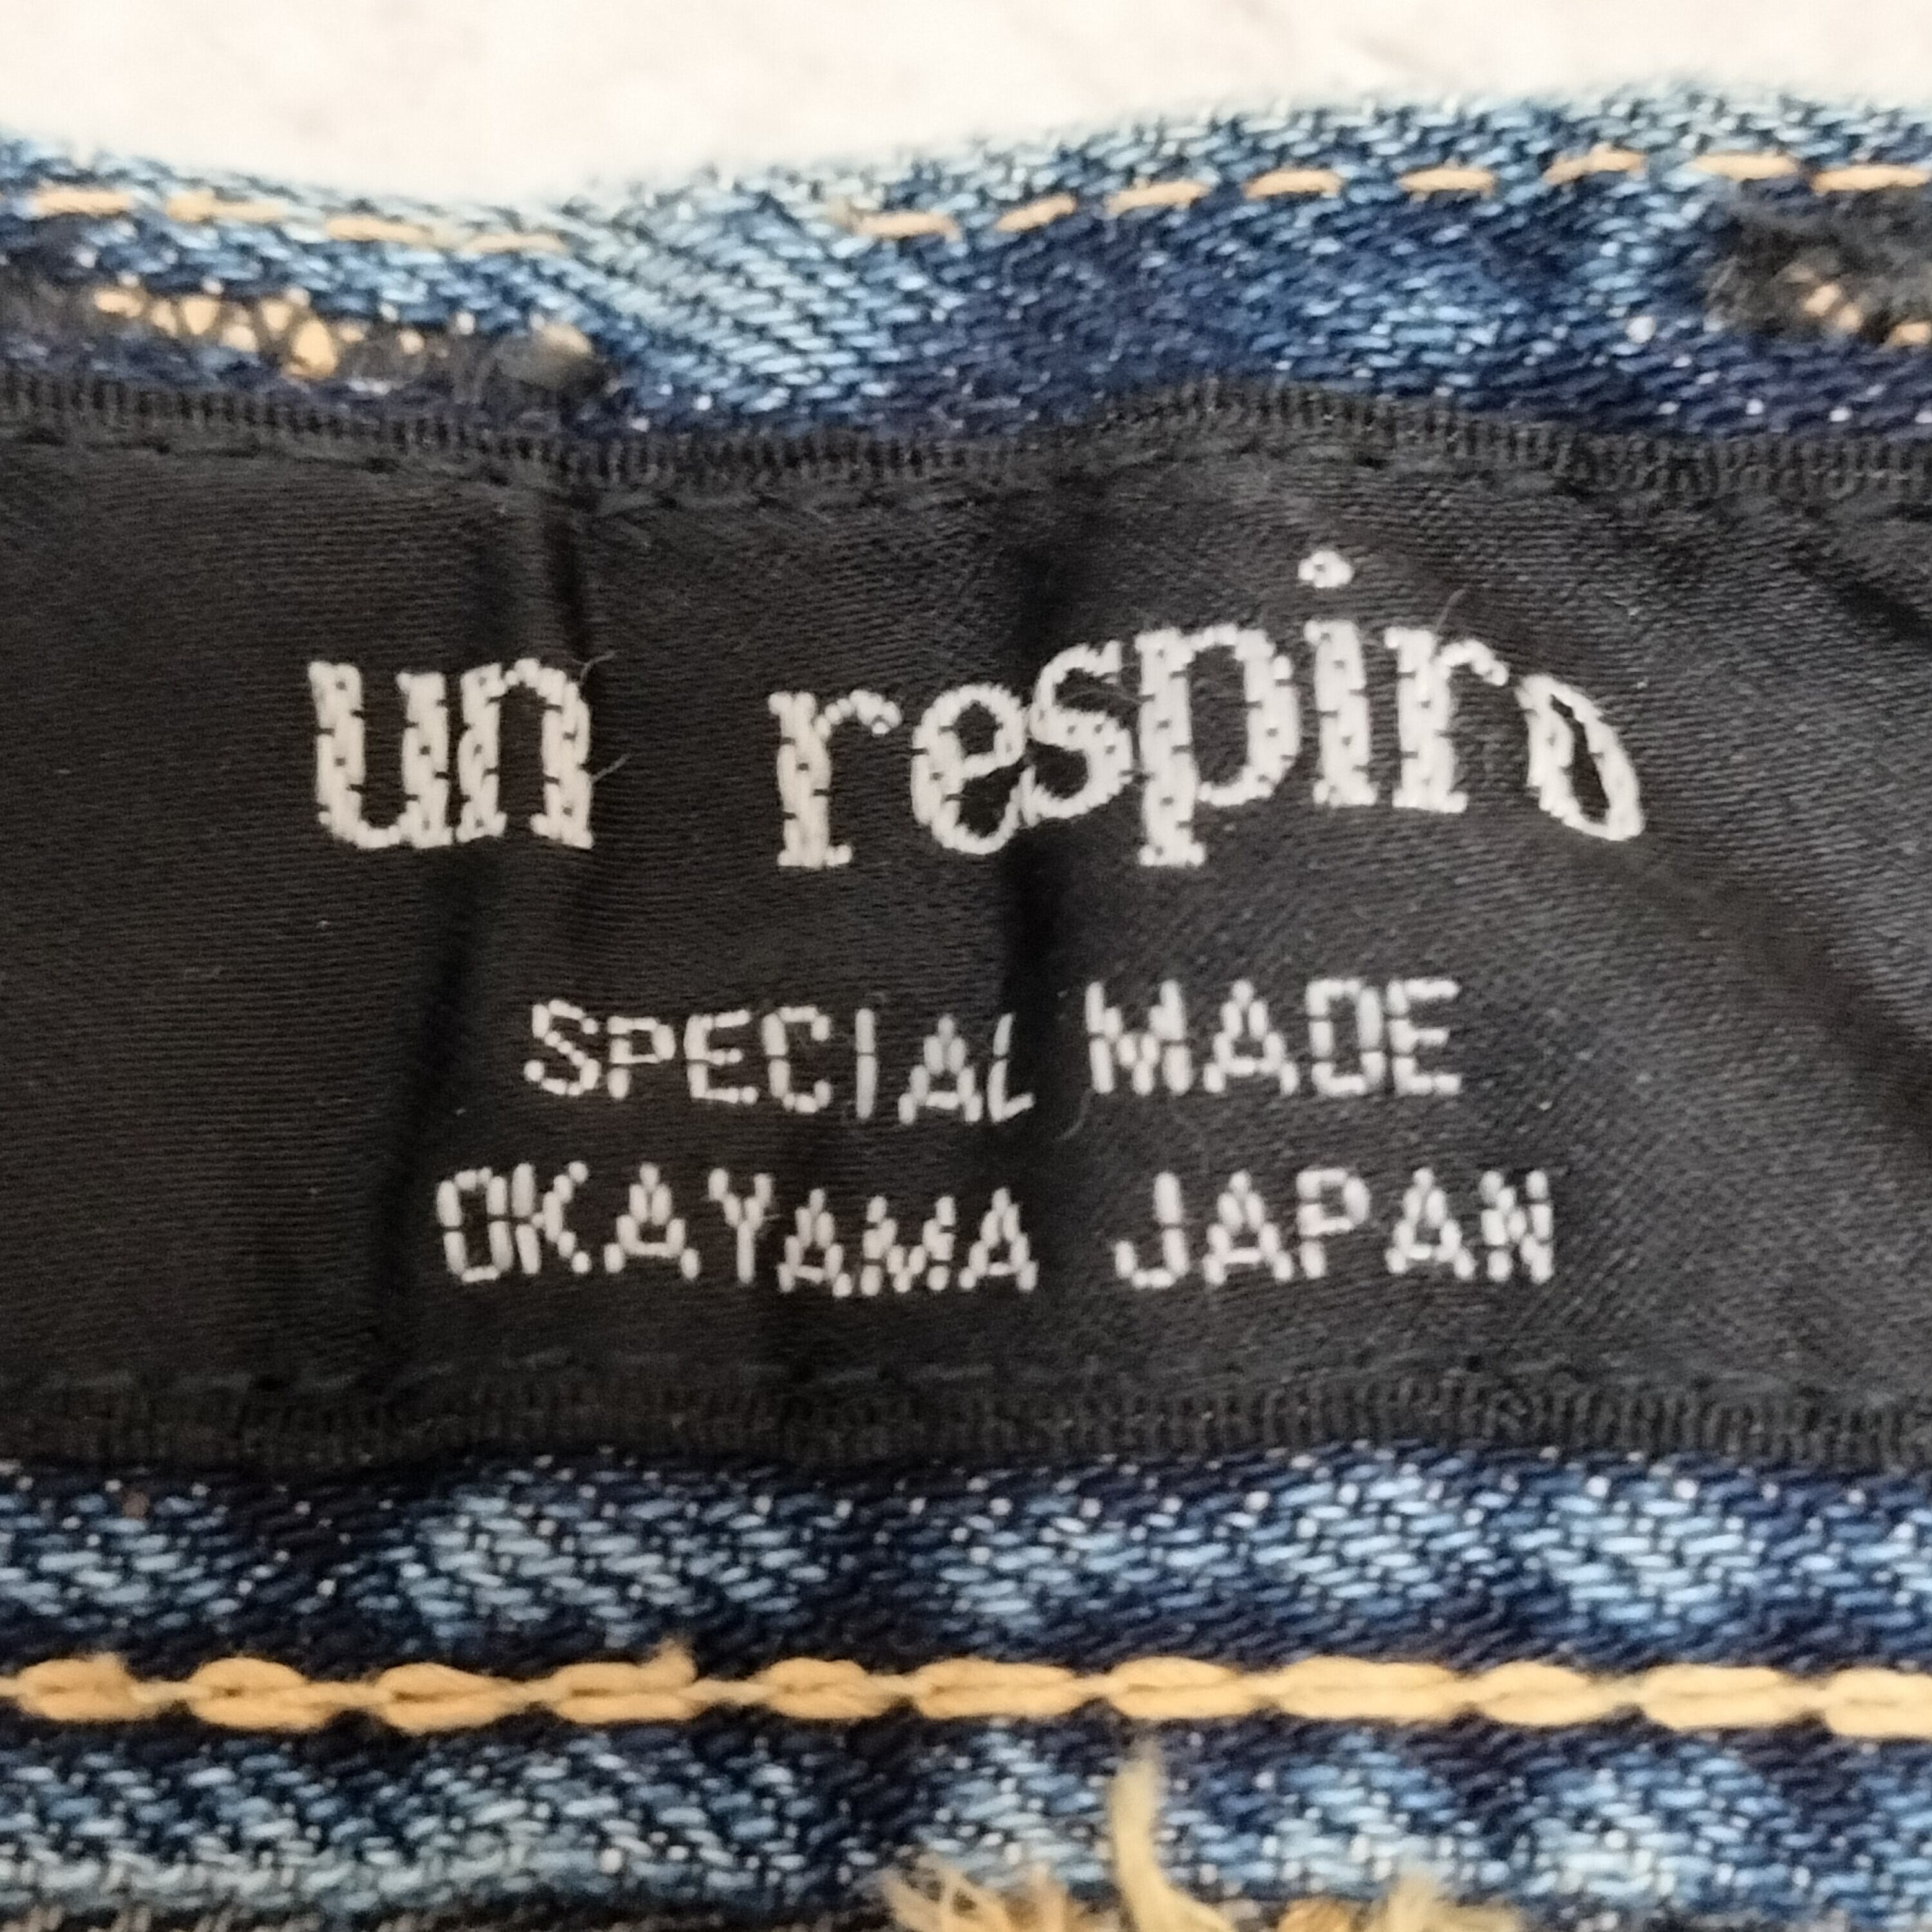 un respiro
SPECIAL MADE
OKAYAMA JAPAN